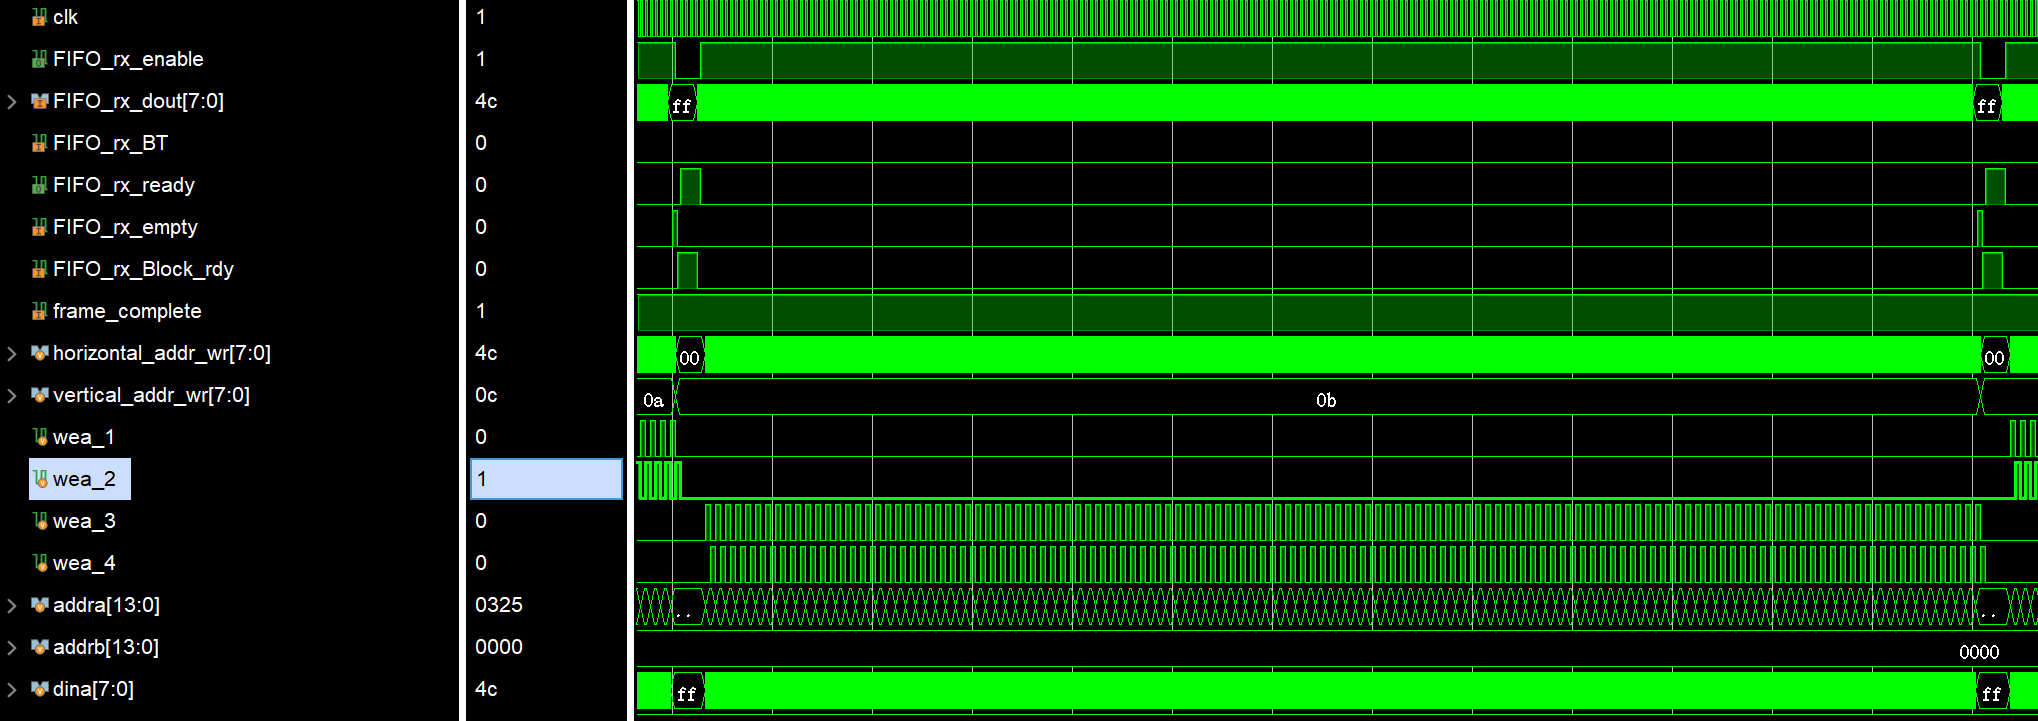 clk 1
FIFO_rx_enable 1
FIFO_rx_dout[7:0] 4c ff ff
FIFO_rx_BT 0
FIFO_rx_ready 0
FIFO_rx_empty 0
FIFO_rx_Block_rdy 0
frame_complete 1
horizontal_addr_wr[7:0] 4c 00 00
vertical_addr_wr[7:0] 0c 0a 0b
wea_1 0
wea_2 1
wea_3 0
wea_4 0
addra[13:0] 0325 .. ..
addrb[13:0] 0000 0000
dina[7:0] 4c ff ff